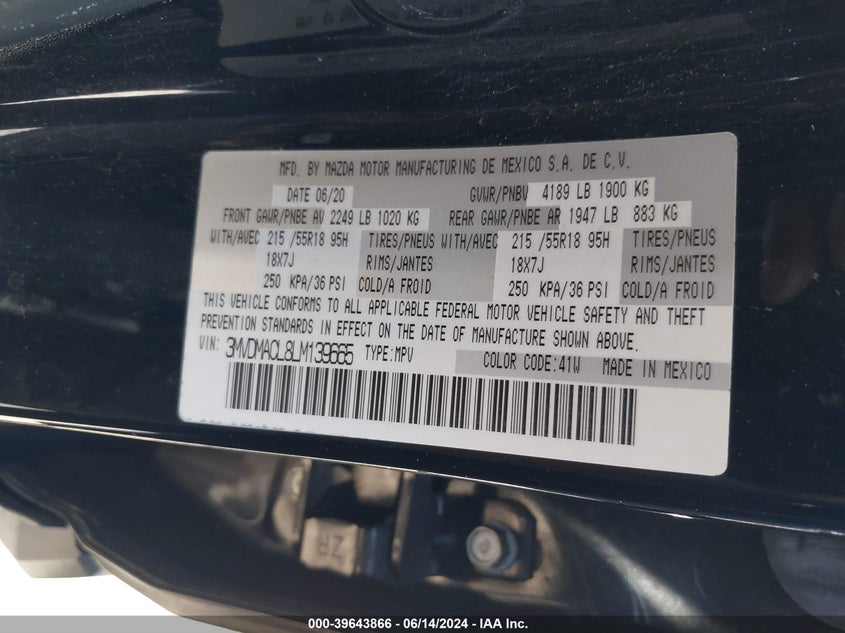 MFD. BY MAZDA MOTOR MANUFACTURING DE MEXICO S.A. DE C.V.
DATE 06/20 GVWR/PNBV 4189 LB 1900 KG
FRONT GAWR/PNBE AV 2249 LB 1020 KG REAR GAWR/PNBE AR 1947 LB 883 KG
WITH/AVEC 215 /55R18 95H TIRES/PNEUS WITH/AVEC 215 /55R18 95H TIRES/PNEUS
18X7J RIMS/JANTES 18X7J RIMS/JANTES
250 KPA/36 PSI COLD/A FROID 250 KPA/36 PSI COLD/A FROID
THIS VEHICLE CONFORMS TO ALL APPLICABLE FEDERAL MOTOR VEHICLE SAFETY AND THEFT
PREVENTION STANDARDS IN EFFECT ON THE DATE OF MANUFACTURE SHOWN ABOVE.
VIN: 3MVDMACL8LM139665 TYPE:MPV COLOR CODE:41W MADE IN MEXICO
ZR
000-39643866 - 06/14/2024 - IAA Inc.